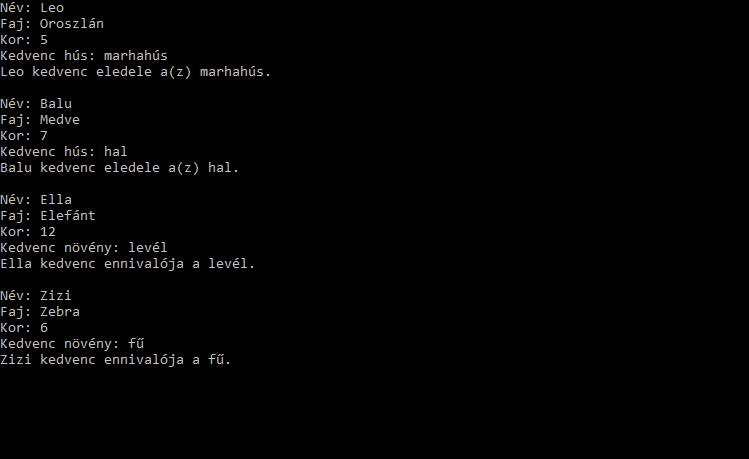 Név: Leo
Faj: Oroszlán
Kor: 5
Kedvenc hús: marhahús
Leo kedvenc eledele a(z) marhahús.
Név: Balu
Faj: Medve
Kor: 7
Kedvenc hús: hal
Balu kedvenc eledele a(z) hal.
Név: Ella
Faj: Elefánt
Kor: 12
Kedvenc növény: levél
Ella kedvenc ennivalója a levél.
Név: Zizi
Faj: Zebra
Kor: 6
Kedvenc növény: fű
Zizi kedvenc ennivalója a fű.